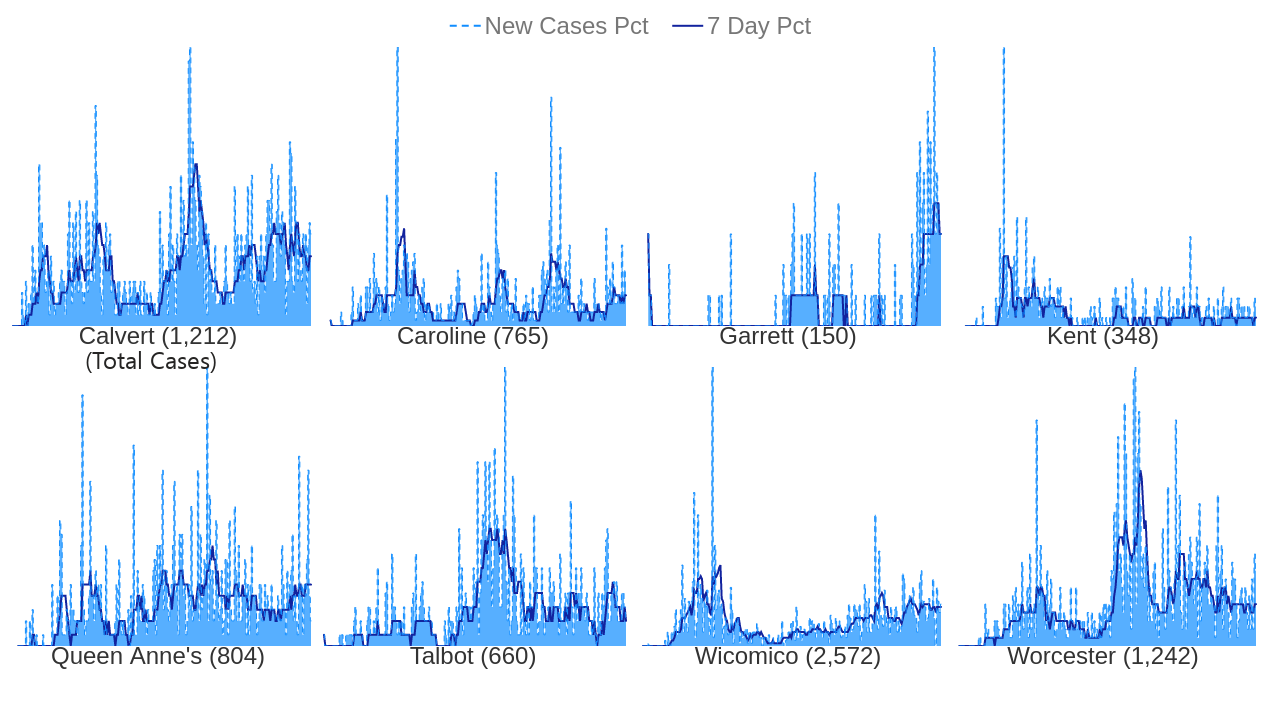 New Cases Pct 7 Day Pct
Calvert (1,212) Caroline (765) Garrett (150) Kent (348)
(Total Cases)
Queen Anne's (804) Talbot (660) Wicomico (2,572) Worcester (1,242)